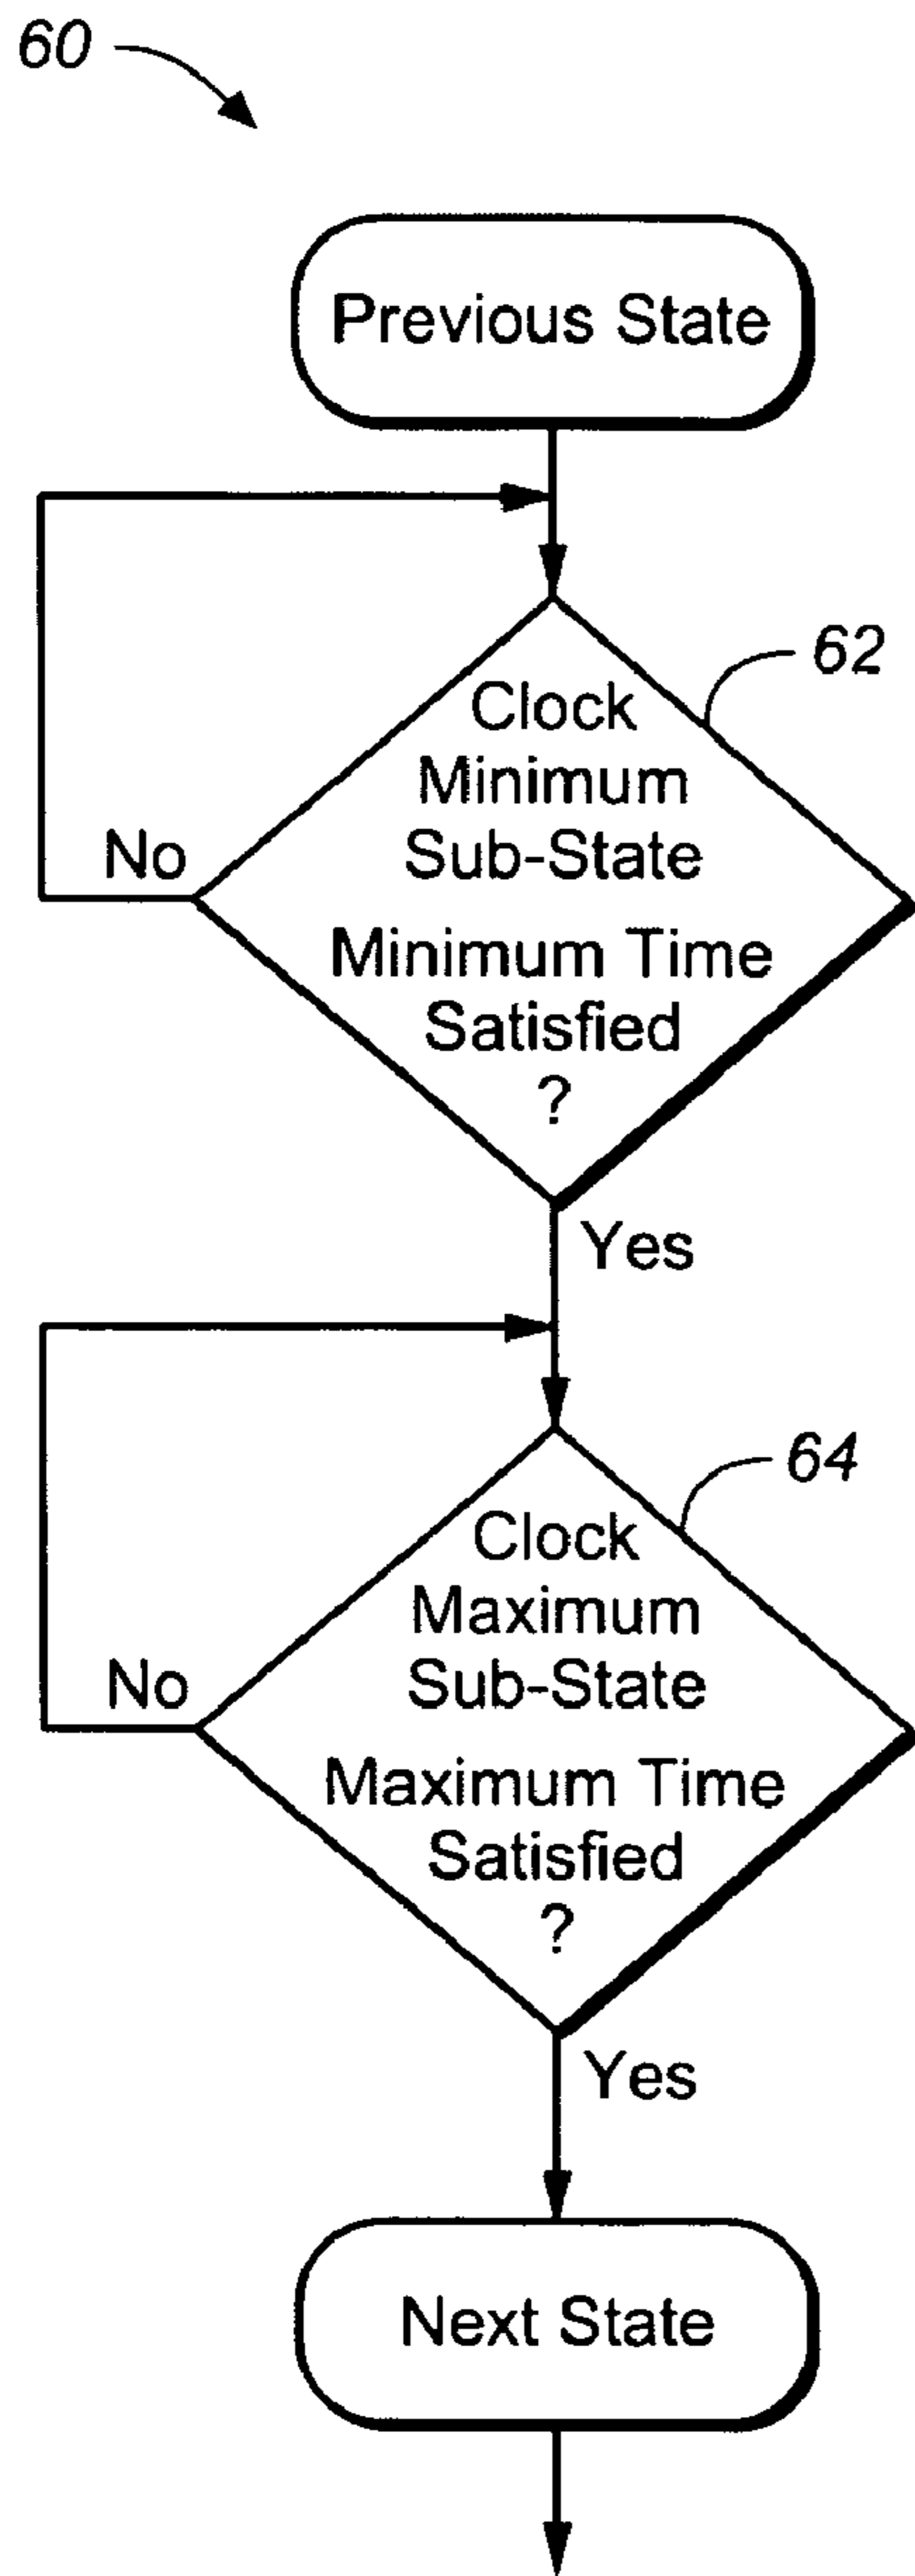 60
Previous State
62
Clock
Minimum
Sub-State
No
Minimum Time
Satisfied
?
Yes
64
Clock
Maximum
Sub-State
No
Maximum Time
Satisfied
?
Yes
Next State